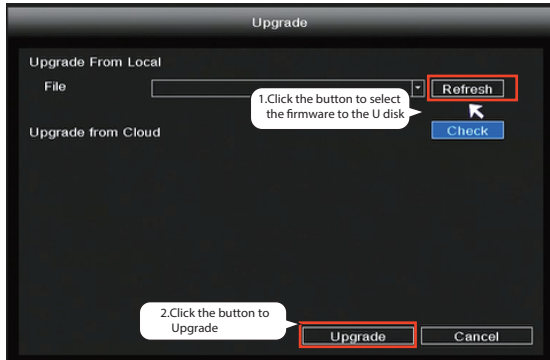 Upgrade
Upgrade From Local
File
Refresh
1.Click the button to select
the firmware to the U disk
Upgrade from Cloud
Check
2.Click the button to
Upgrade
Upgrade
Cancel